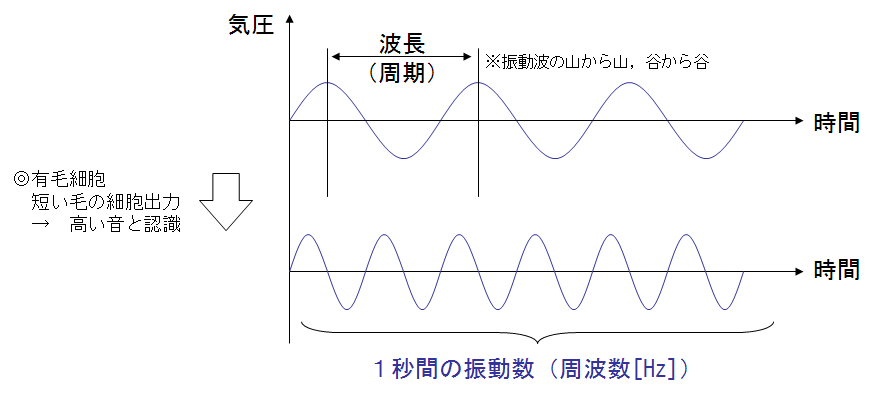 気圧
波長
（周期）
※振動波の山から山，谷から谷
時間
◎有毛細胞
短い毛の細胞出力
→　高い音と認識
時間
１秒間の振動数（周波数[Hz]）